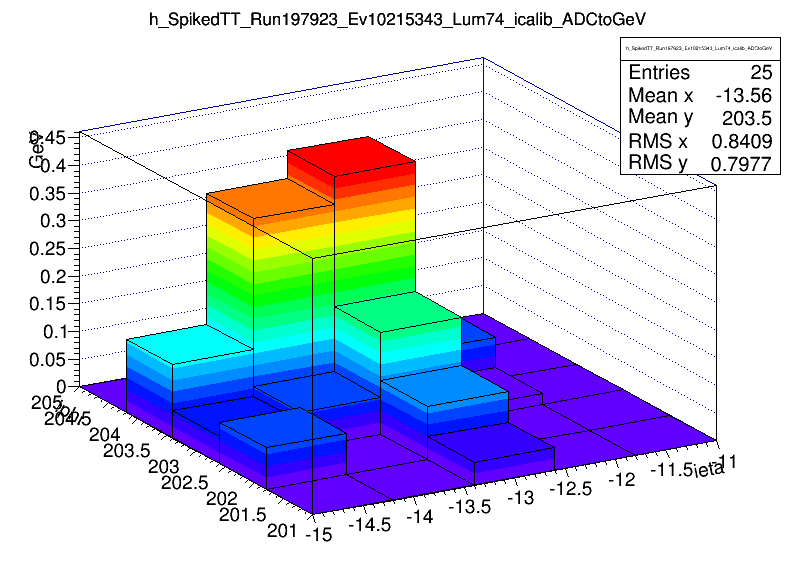 h_SpikedTT_Run197923_Ev10215343_Lum74_icalib_ADCtoGeV
h_SpikedTT_Run197923_Ev10215343_Lum74_icalib_ADCtoGeV
Entries 25
Mean x -13.56
Mean y 203.5
RMS x 0.8409
RMS y 0.7977
GeV
0.45
0.4
0.35
0.3
0.25
0.2
0.15
0.1
0.05
0
205
204.5
204
203.5
203
202.5
202
201.5
201
iphi
-15
-14.5
-14
-13.5
-13
-12.5
-12
-11.5
-11
ieta